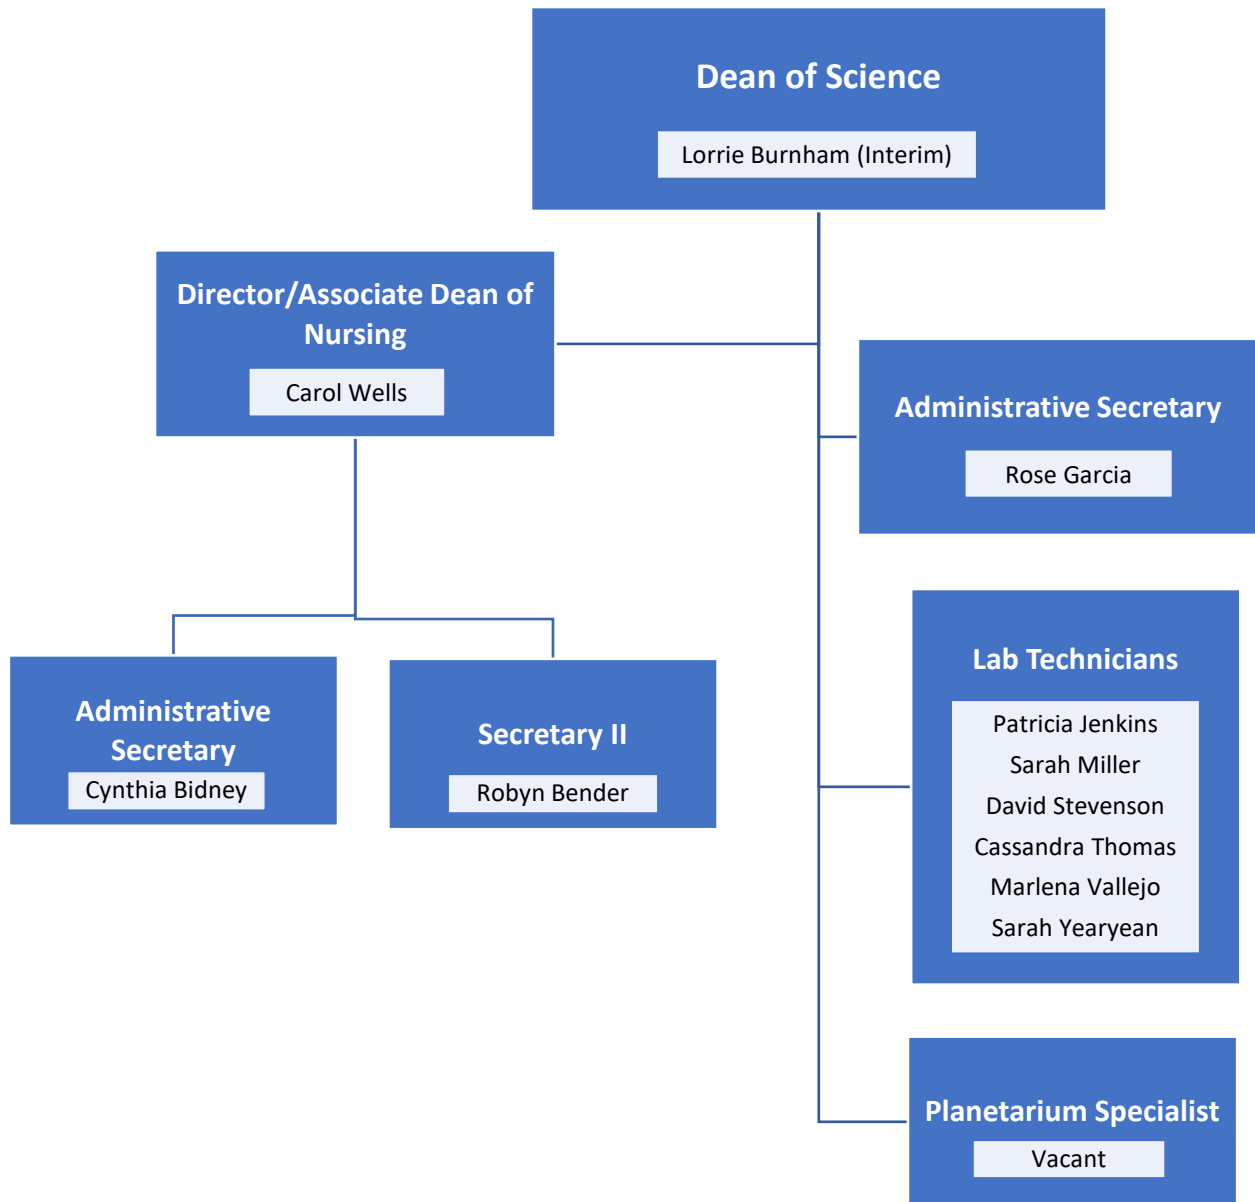 Dean of Science
Lorrie Burnham (Interim)
Director/Associate Dean of
Nursing
Carol Wells
Administrative Secretary
Rose Garcia
Administrative
Secretary
Cynthia Bidney
Secretary II
Robyn Bender
Lab Technicians
Patricia Jenkins
Sarah Miller
David Stevenson
Cassandra Thomas
Marlena Vallejo
Sarah Yearyean
Planetarium Specialist
Vacant